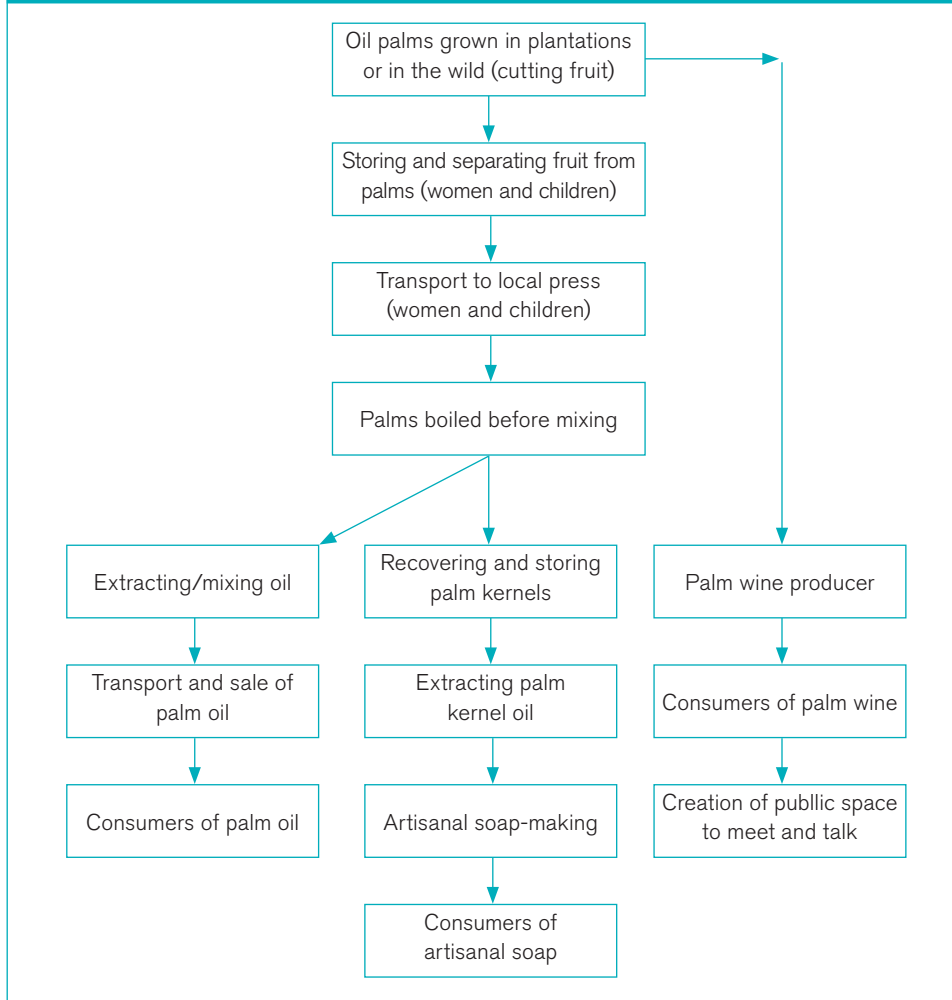 Oil palms grown in plantations
or in the wild (cutting fruit)
Storing and separating fruit from
palms (women and children)
Transport to local press
(women and children)
Palms boiled before mixing
Extracting/mixing oil
Recovering and storing
palm kernels
Palm wine producer
Transport and sale of
palm oil
Extracting palm
kernel oil
Consumers of palm wine
Consumers of palm oil
Artisanal soap-making
Creation of publlic space
to meet and talk
Consumers of
artisanal soap